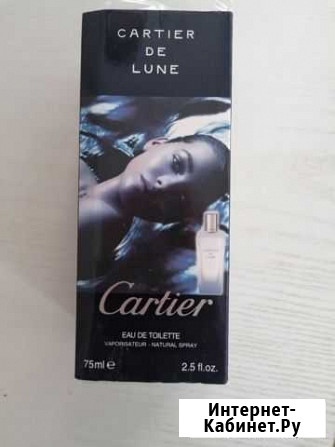 CARTIER
DE
LUNE
Cartier
EAU DE TOILETTE
VAPORISATEUR - NATURAL SPRAY
75ml e 2.5 fl.oz.
Интернет-
Кабинет.Ру